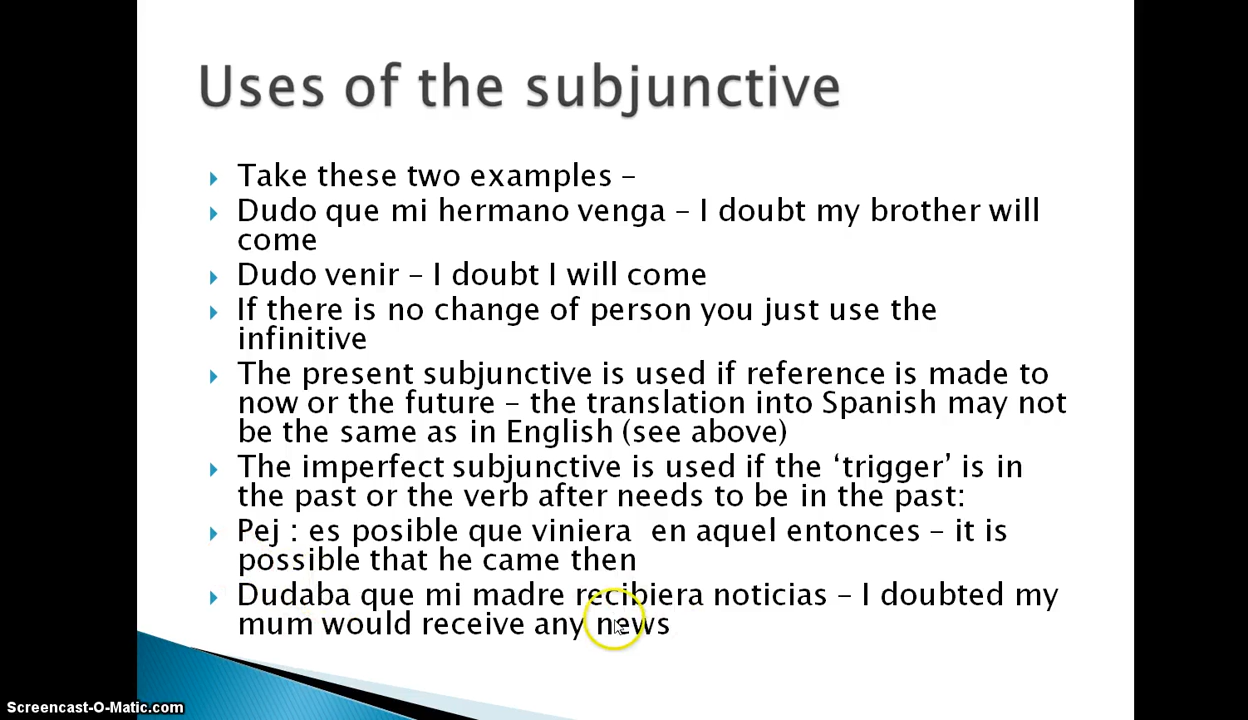 Uses of the subjunctive
Take these two examples –
Dudo que mi hermano venga – I doubt my brother will
come
Dudo venir – I doubt I will come
If there is no change of person you just use the
infinitive
The present subjunctive is used if reference is made to
now or the future – the translation into Spanish may not
be the same as in English (see above)
The imperfect subjunctive is used if the ‘trigger’ is in
the past or the verb after needs to be in the past:
Pej : es posible que viniera  en aquel entonces – it is
possible that he came then
Dudaba que mi madre recibiera noticias – I doubted my
mum would receive any news
Screencast-O-Matic.com